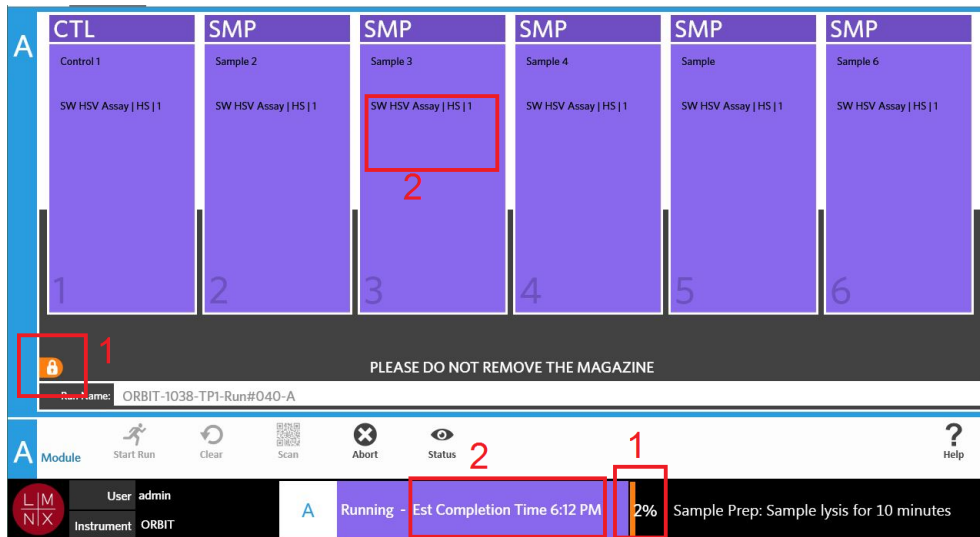 A
CTL
SMP
SMP
SMP
SMP
SMP
Control 1
Sample 2
Sample 3
Sample 4
Sample
Sample 6
SW HSV Assay | HS | 1
SW HSV Assay | HS | 1
SW HSV Assay | HS | 1
SW HSV Assay | HS | 1
SW HSV Assay | HS | 1
SW HSV Assay | HS | 1
2
1
2
3
4
5
6
1
PLEASE DO NOT REMOVE THE MAGAZINE
Run Name: ORBIT-1038-TP1-Run#040-A
A Module
Start Run
Clear
Scan
Abort
Status
2
1
?
Help
LM
NX
User admin
Instrument ORBIT
A
Running - Est Completion Time 6:12 PM
2%
Sample Prep: Sample lysis for 10 minutes